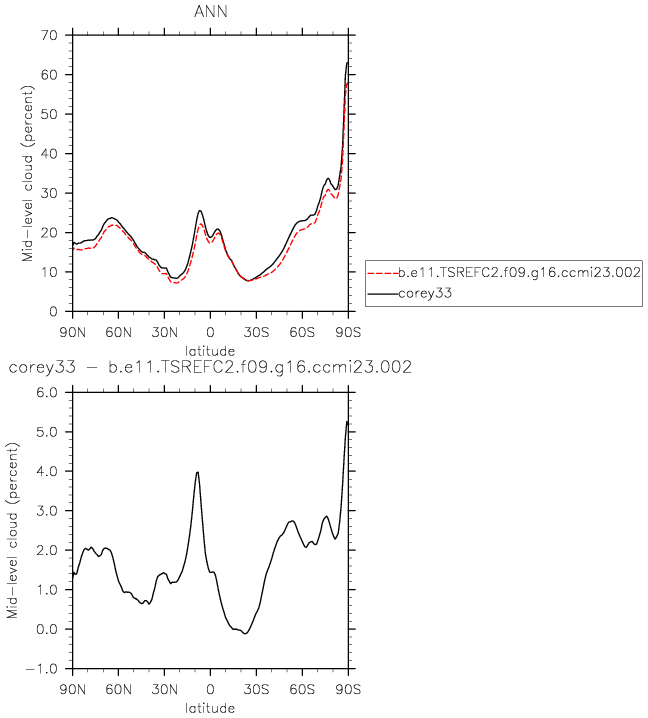 ANN
Mid-level cloud (percent)
70
60
50
40
30
20
10
0
90N 60N 30N 0 30S 60S 90S
latitude
b.e11.TSREFC2.f09.g16.ccmi23.002
corey33
corey33 - b.e11.TSREFC2.f09.g16.ccmi23.002
Mid-level cloud (percent)
6.0
5.0
4.0
3.0
2.0
1.0
0.0
-1.0
90N 60N 30N 0 30S 60S 90S
latitude